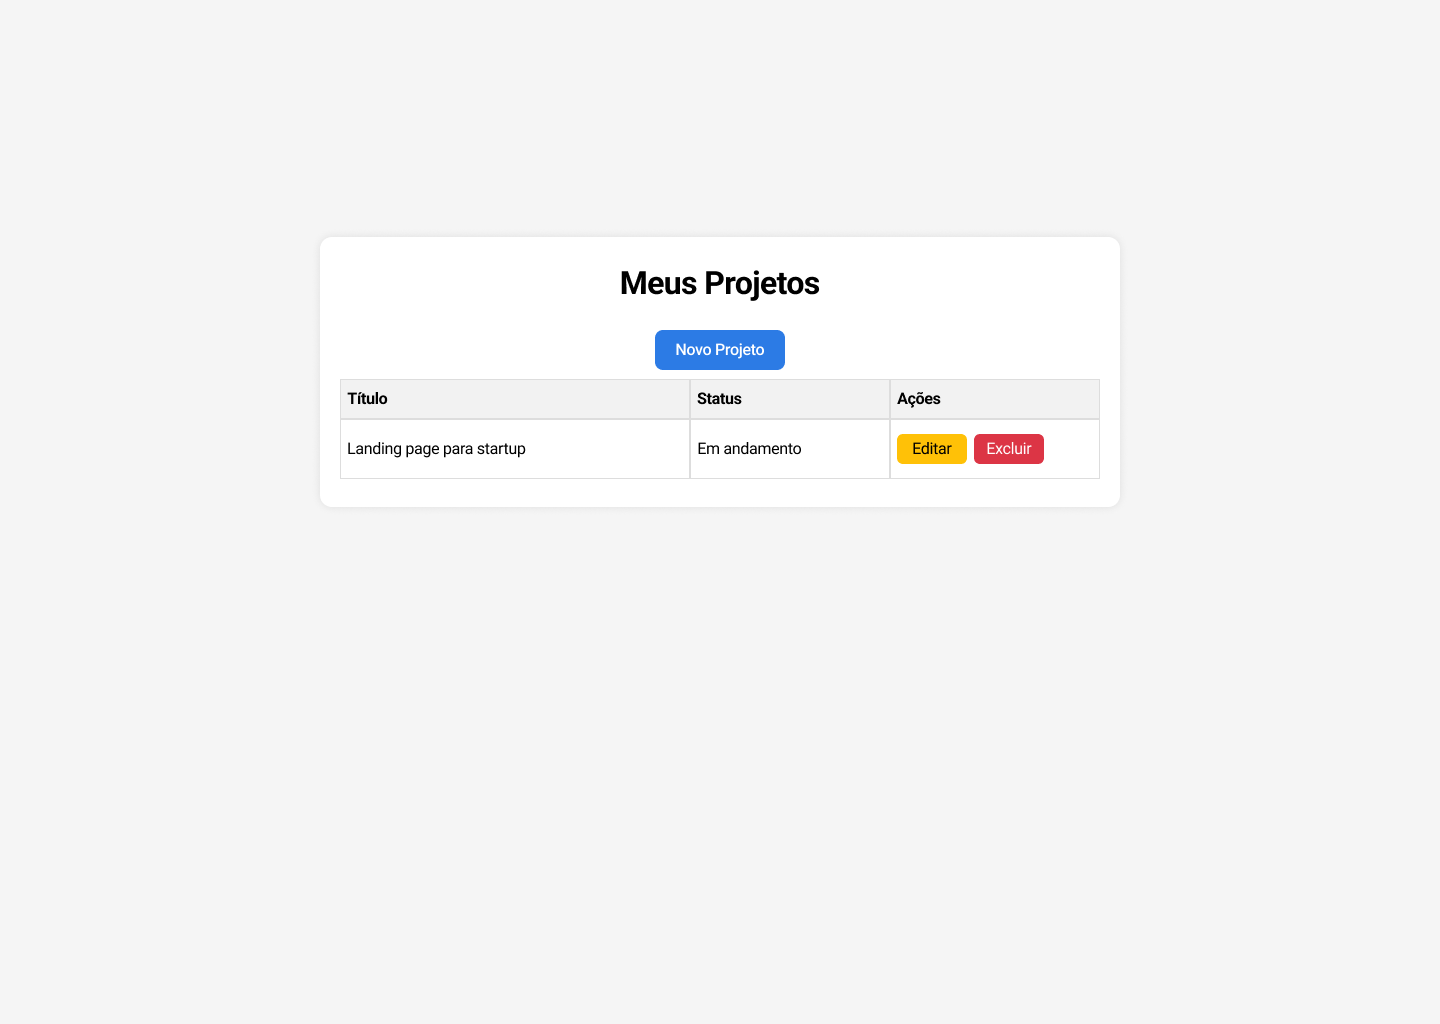 Meus Projetos
Novo Projeto
Título Status Ações
Landing page para startup Em andamento Editar Excluir